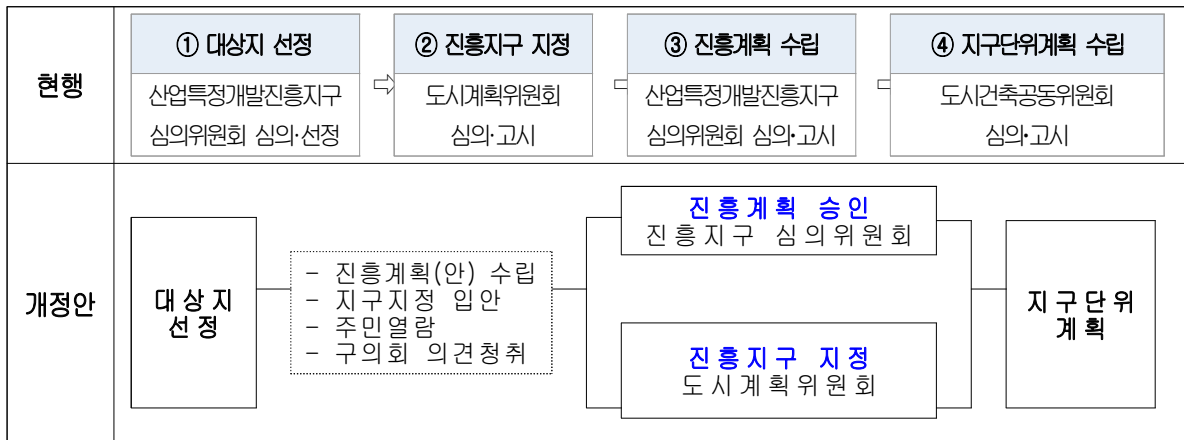 현행
① 대상지 선정
산업특정개발진흥지구
심의위원회 심의·선정
⇨
② 진흥지구 지정
도시계획위원회
심의·고시
③ 진흥계획 수립
산업특정개발진흥지구
심의위원회 심의·고시
④ 지구단위계획 수립
도시건축공동위원회
심의·고시
개정안
대상지
선정
- 진흥계획(안) 수립
- 지구지정 입안
- 주민열람
- 구의회 의견청취
진흥계획 승인
진흥지구 심의위원회
진흥지구 지정
도시계획위원회
지구단위
계획